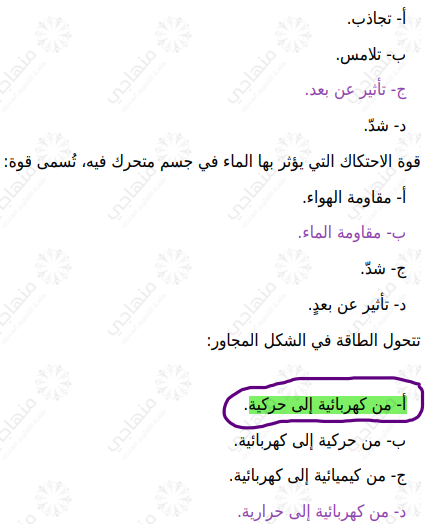 أ- تجاذب.
ب- تلامس.
ج- تأثير عن بعد.
د- شدّ.
قوة الاحتكاك التي يؤثر بها الماء في جسم متحرك فيه، تُسمى قوة:
أ- مقاومة الهواء.
ب- مقاومة الماء.
ج- شدّ.
د- تأثير عن بعدٍ.
تتحول الطاقة في الشكل المجاور:
أ- من كهربائية إلى حركية.
ب- من حركية إلى كهربائية.
ج- من كيميائية إلى كهربائية.
د- من كهربائية إلى حرارية.